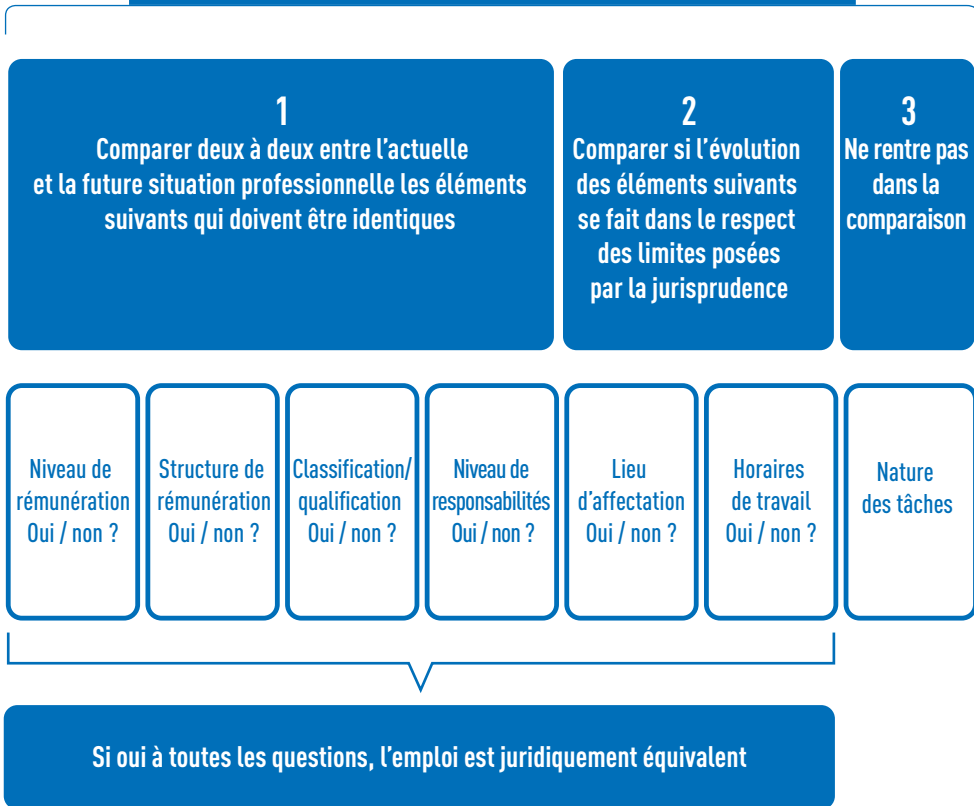 1
Comparer deux à deux entre l’actuelle
et la future situation professionnelle les éléments
suivants qui doivent être identiques
2
Comparer si l’évolution
des éléments suivants
se fait dans le respect
des limites posées
par la jurisprudence
3
Ne rentre pas
dans la
comparaison
Niveau de
rémunération
Oui / non ?
Structure de
rémunération
Oui / non ?
Classification/
qualification
Oui / non ?
Niveau de
responsabilités
Oui / non ?
Lieu
d’affectation
Oui / non ?
Horaires
de travail
Oui / non ?
Nature
des tâches
Si oui à toutes les questions, l’emploi est juridiquement équivalent